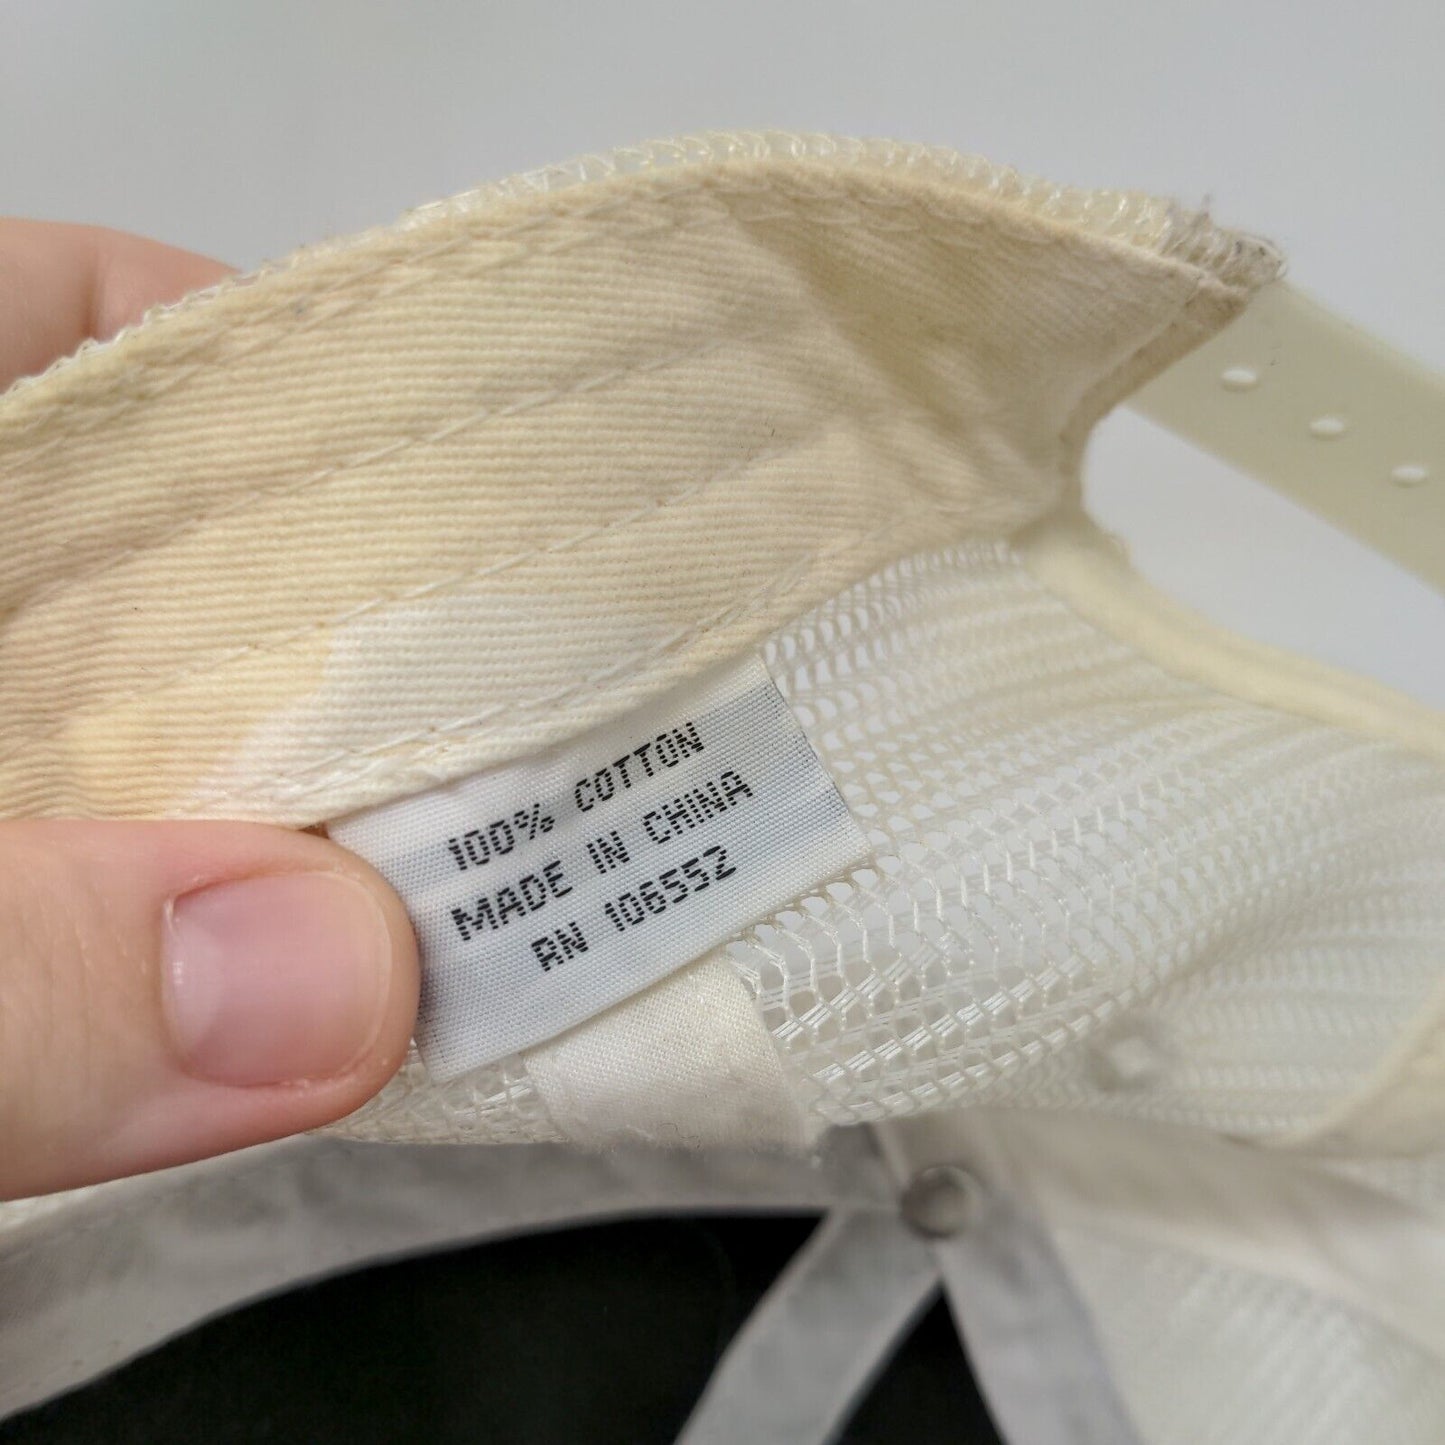 100% COTTON
MADE IN CHINA
RN 106552